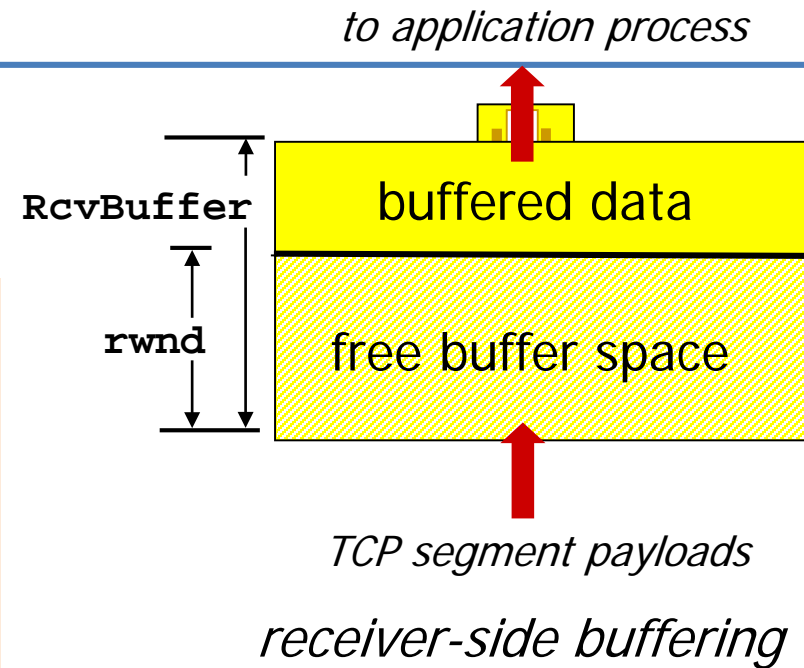 to application process
RcvBuffer
buffered data
rwnd
free buffer space
TCP segment payloads
receiver-side buffering